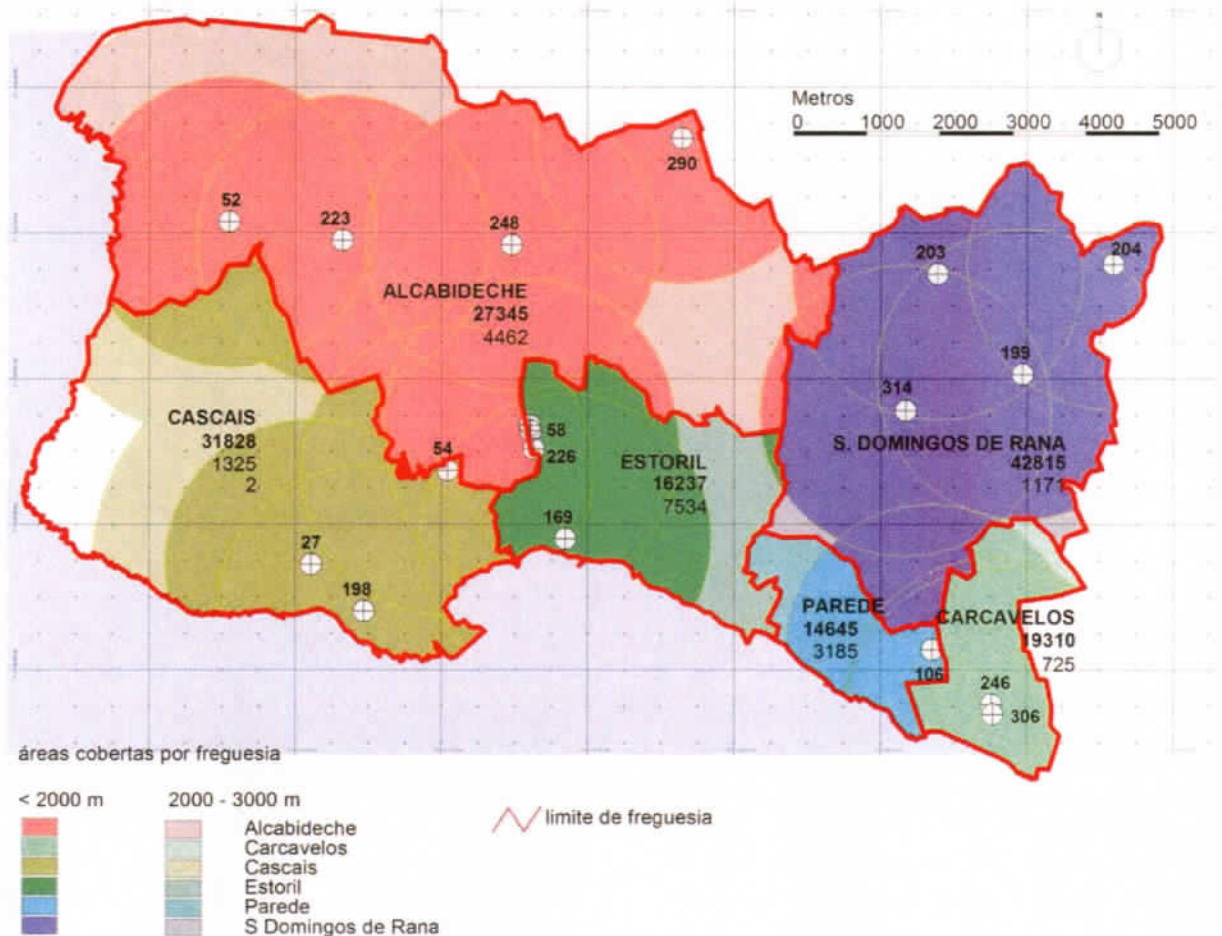 Metros
0 1000 2000 3000 4000 5000
290
52
223
248
203
204
ALCABIDECHE
27345
4462
199
314
CASCAIS
31828
1325
2
54
58
226
ESTORIL
16237
7534
S. DOMINGOS DE RANA
42815
1171
169
27
198
PAREDE
14645
3185
106
CARCAVELOS
19310
725
246
306
áreas cobertas por freguesia
< 2000 m 2000 - 3000 m
limite de freguesia
Alcabideche
Carcavelos
Cascais
Estoril
Parede
S Domingos de Rana